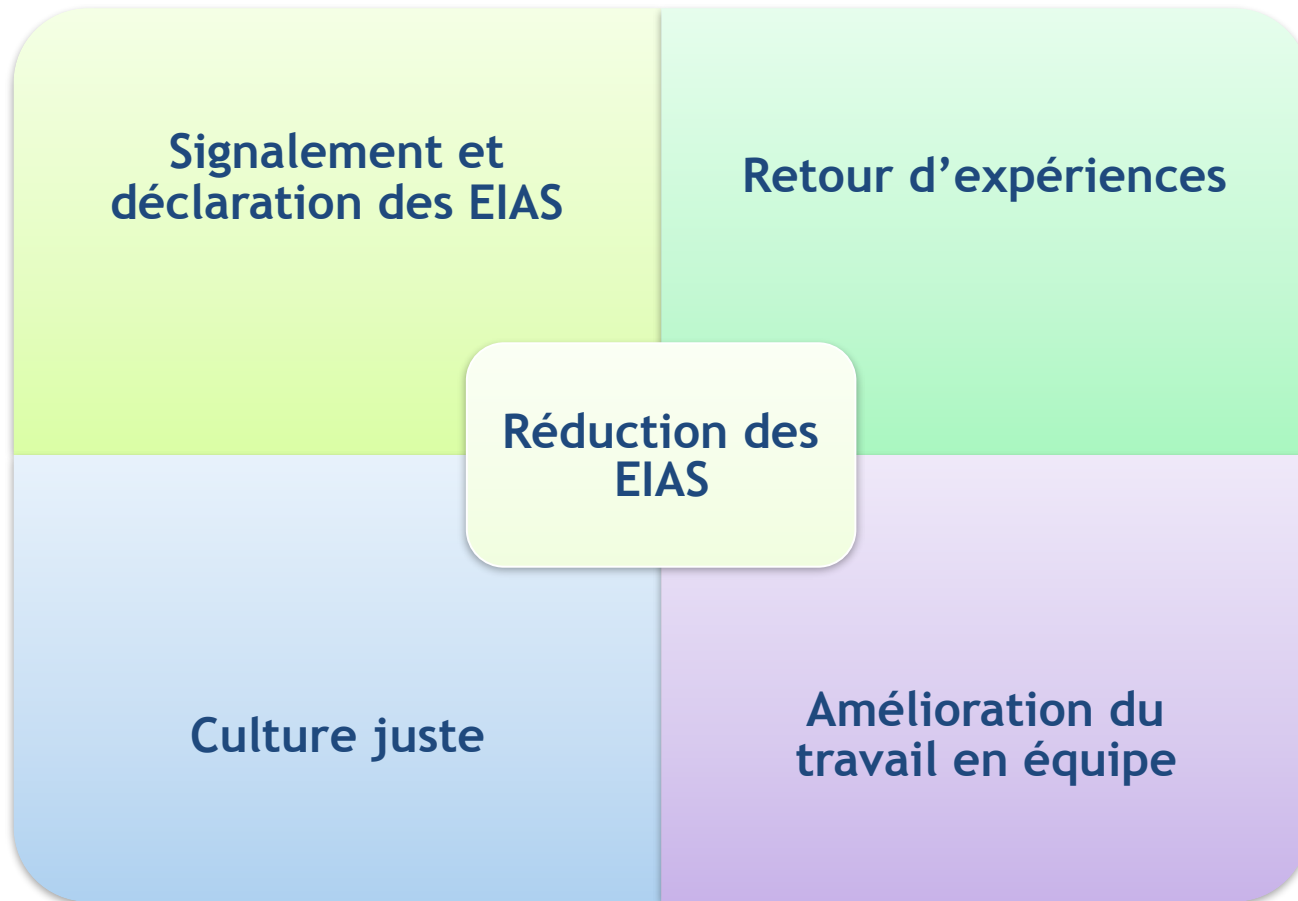 Signalement et
déclaration des EIAS
Retour d’expériences
Réduction des
EIAS
Culture juste
Amélioration du
travail en équipe